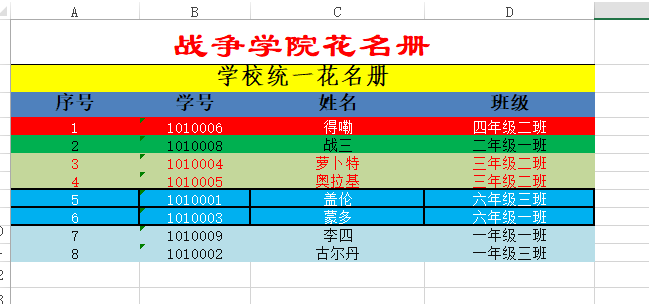 A B C D
战争学院花名册
学校统一花名册
序号 学号 姓名 班级
1 1010006 得嘞 四年级二班
2 1010008 战三 二年级一班
3 1010004 萝卜特 三年级二班
4 1010005 奥拉基 三年级二班
5 1010001 盖伦 六年级三班
6 1010003 蒙多 六年级一班
7 1010009 李四 一年级一班
8 1010002 古尔丹 一年级三班